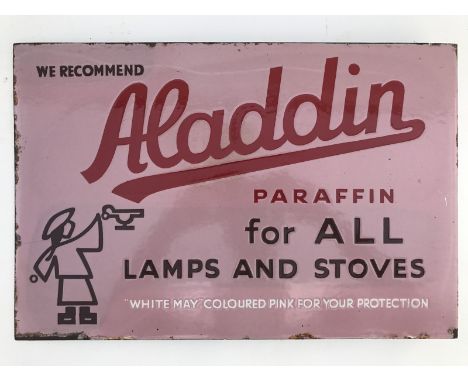 WE RECOMMEND
Aladdin
PARAFFIN
for ALL
LAMPS AND STOVES
"WHITE MAY" COLOURED PINK FOR YOUR PROTECTION